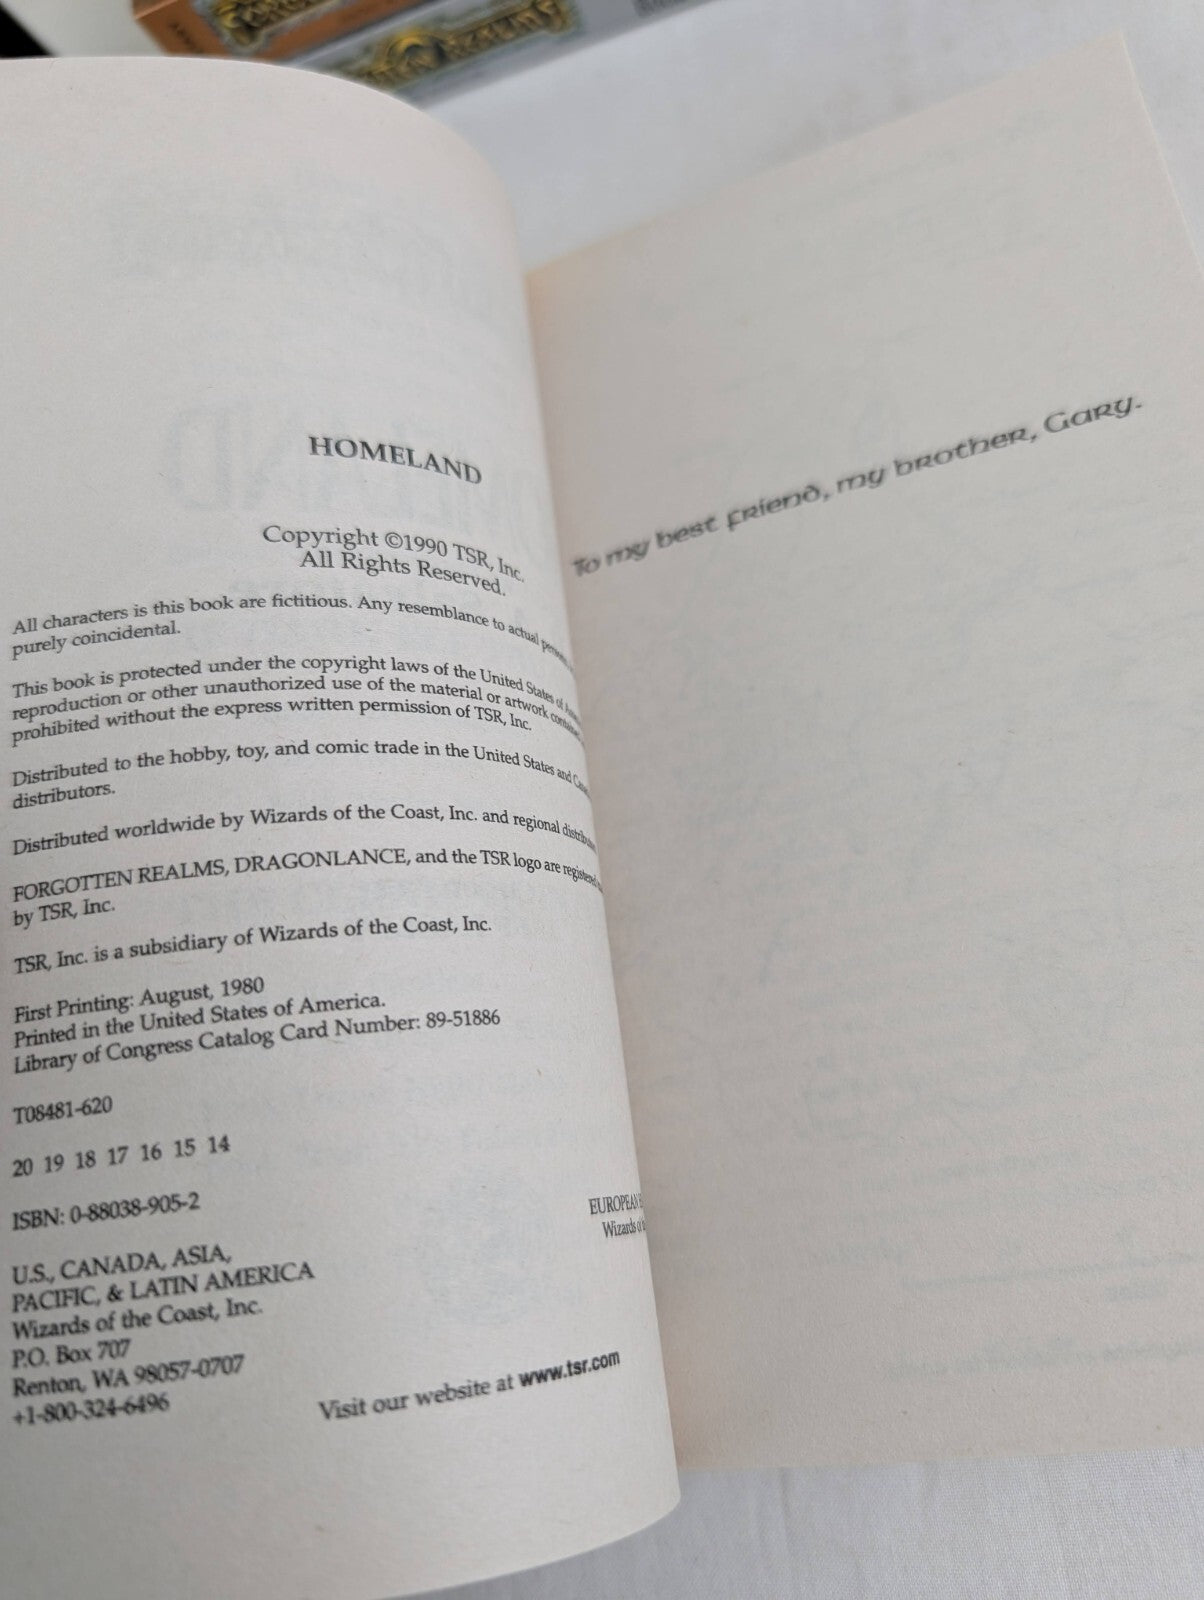 HOMELAND
Copyright ©1990 TSR, Inc.
All Rights Reserved.
All characters is this book are fictitious. Any resemblance to actual persons,
purely coincidental.
This book is protected under the copyright laws of the United States of
reproduction or other unauthorized use of the material or artwork
prohibited without the express written permission of TSR, Inc.
Distributed to the hobby, toy, and comic trade in the United States and
distributors.
Distributed worldwide by Wizards of the Coast, Inc. and regional
FORGOTTEN REALMS, DRAGONLANCE, and the TSR logo are registered
by TSR, Inc.
TSR, Inc. is a subsidiary of Wizards of the Coast, Inc.
First Printing: August, 1980
Printed in the United States of America.
Library of Congress Catalog Card Number: 89-51886
T08481-620
20 19 18 17 16 15 14
ISBN: 0-88038-905-2
U.S., CANADA, ASIA,
PACIFIC, & LATIN AMERICA
Wizards of the Coast, Inc.
P.O. Box 707
Renton, WA 98057-0707
+1-800-324-6496
EUROPEAN
Wizards of
Visit our website at www.tsr.com
To my best friend, my brother, Gary.